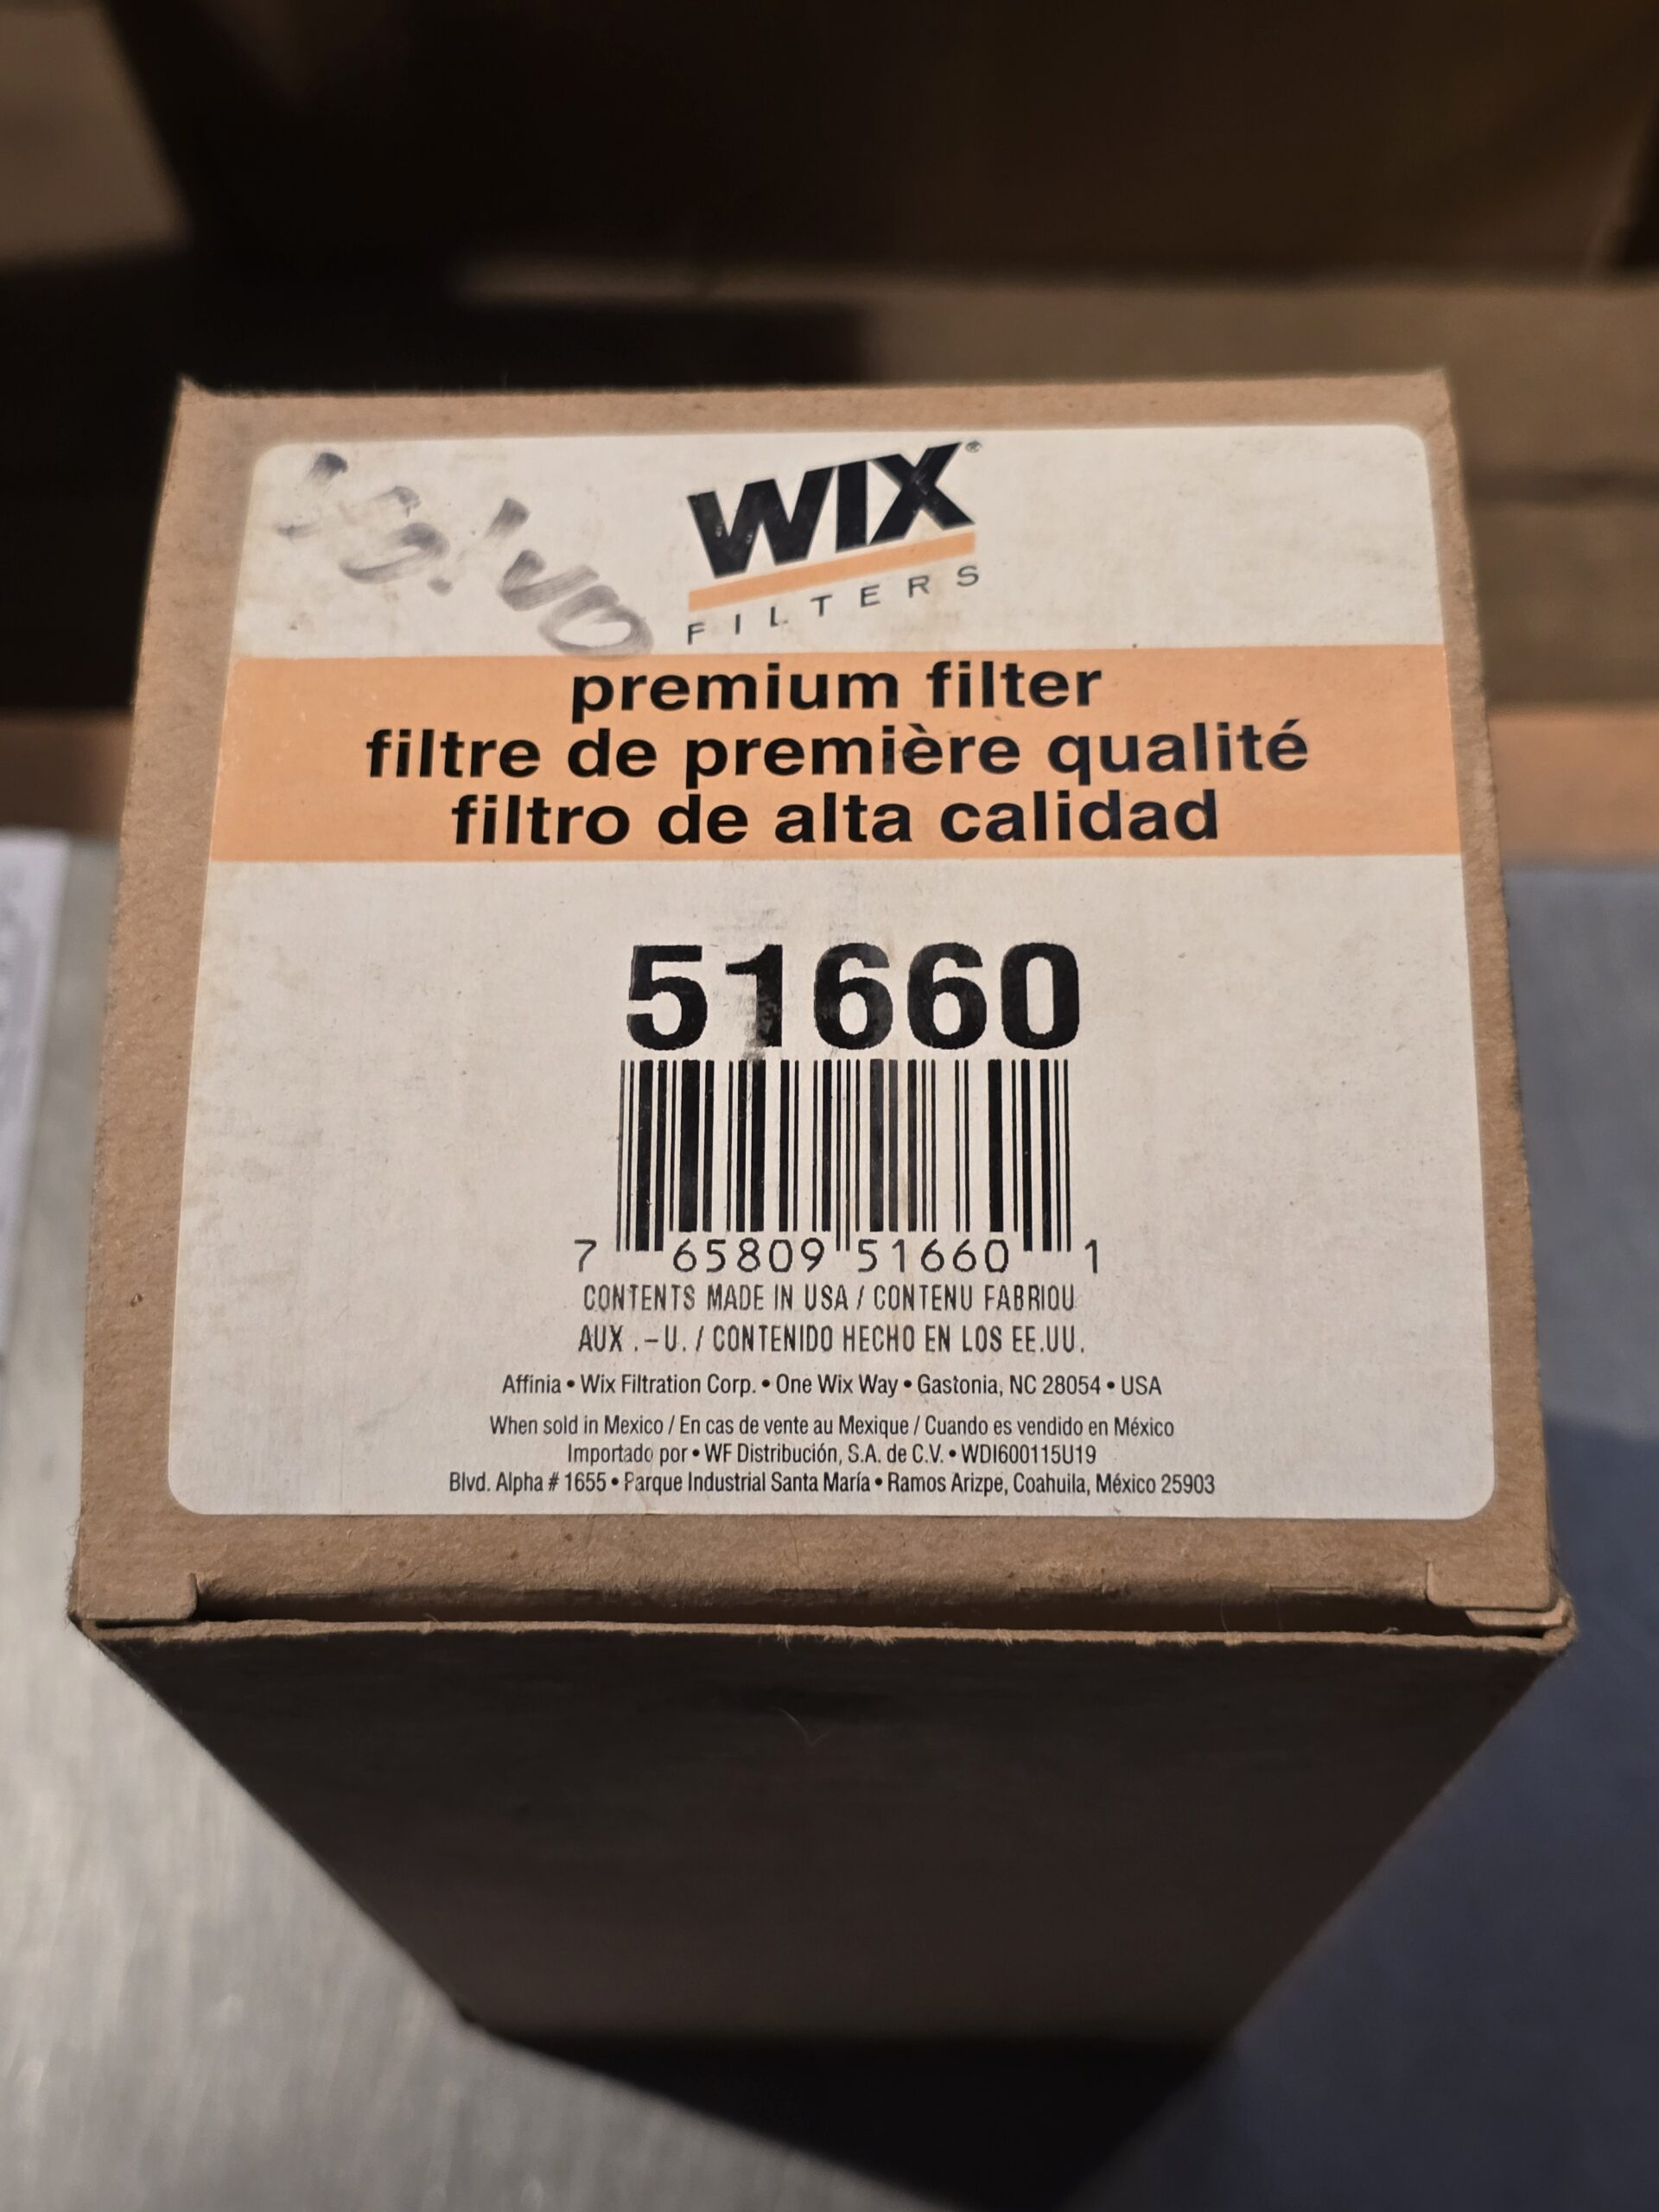 WIX®
FILTERS
premium filter
filtre de première qualité
filtro de alta calidad
51660
7 65809 51660 1
CONTENTS MADE IN USA / CONTENU FABRIQU
AUX .–U. / CONTENIDO HECHO EN LOS EE.UU.
Affinia • Wix Filtration Corp. • One Wix Way • Gastonia, NC 28054 • USA
When sold in Mexico / En cas de vente au Mexique / Cuando es vendido en México
Importado por • WF Distribución, S.A. de C.V. • WDI600115U19
Blvd. Alpha # 1655 • Parque Industrial Santa María • Ramos Arizpe, Coahuila, México 25903